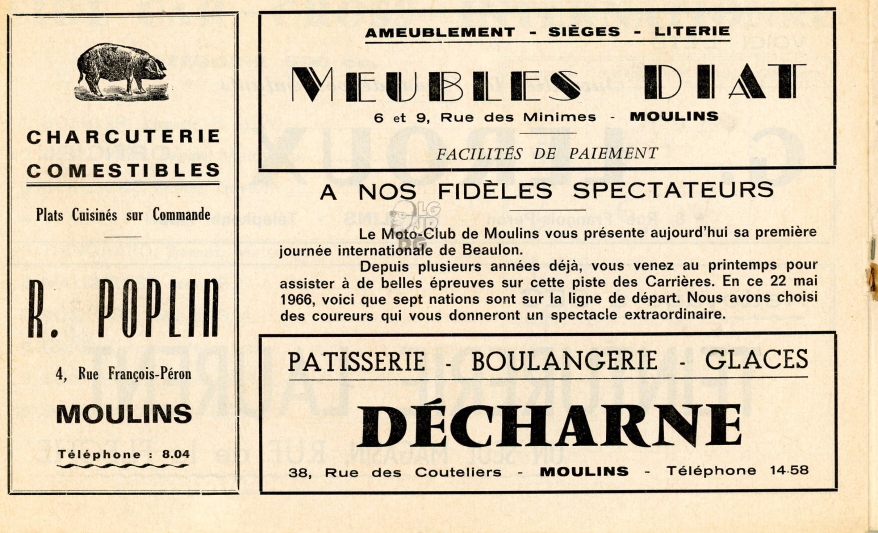 CHARCUTERIE
COMESTIBLES
Plats Cuisinés sur Commande
R. POPLIN
4, Rue François-Péron
MOULINS
Téléphone : 8.04
AMEUBLEMENT - SIÈGES - LITERIE
MEUBLES DIAT
6 et 9, Rue des Minimes - MOULINS
FACILITÉS DE PAIEMENT
A NOS FIDÈLES SPECTATEURS
Le Moto-Club de Moulins vous présente aujourd'hui sa première
journée internationale de Beaulon.
Depuis plusieurs années déjà, vous venez au printemps pour
assister à de belles épreuves sur cette piste des Carrières. En ce 22 mai
1966, voici que sept nations sont sur la ligne de départ. Nous avons choisi
des coureurs qui vous donneront un spectacle extraordinaire.
PATISSERIE BOULANGERIE - GLACES
DÉCHARNE
38, Rue des Couteliers - MOULINS - Téléphone 14-58